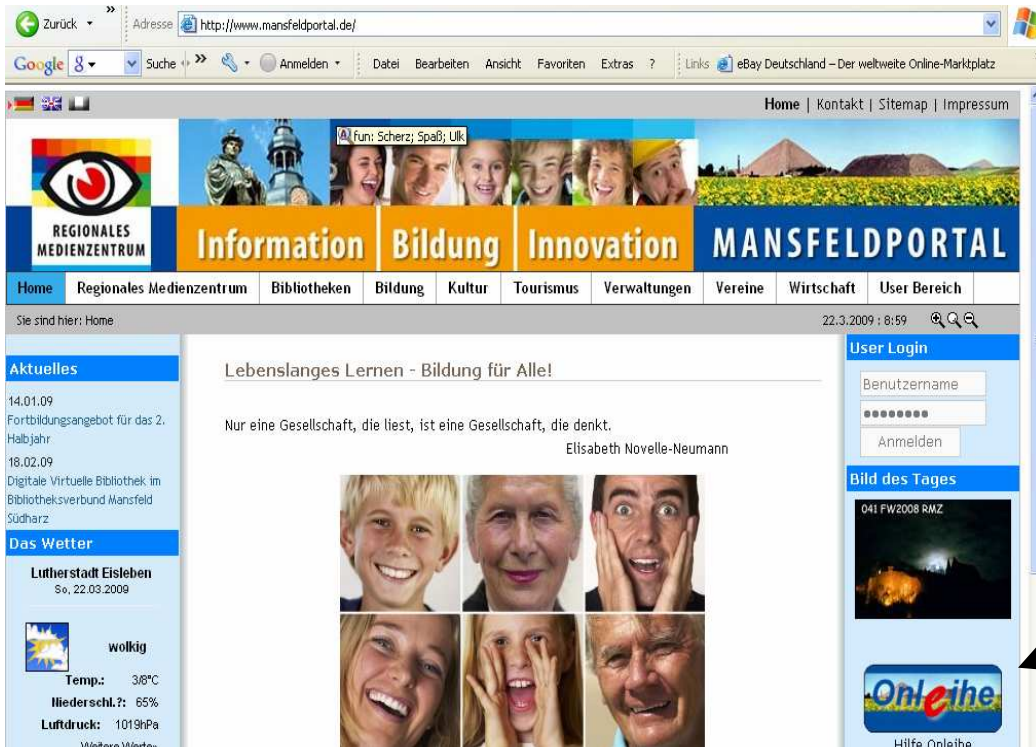 Zurück
Adresse http://www.mansfeldportal.de/
Google Suche Anmelden Datei Bearbeiten Ansicht Favoriten Extras ? Links eBay Deutschland – Der weltweite Online-Marktplatz
Home | Kontakt | Sitemap | Impressum
fun: Scherz; Spaß; Ulk
REGIONALES
MEDIENZENTRUM
Information Bildung Innovation MANSFELDPORTAL
Home Regionales Medienzentrum Bibliotheken Bildung Kultur Tourismus Verwaltungen Vereine Wirtschaft User Bereich
Sie sind hier: Home 22.3.2009 : 8:59
Aktuelles
14.01.09
Fortbildungsangebot für das 2.
Halbjahr
18.02.09
Digitale Virtuelle Bibliothek im
Bibliotheksverbund Mansfeld
Südharz
Das Wetter
Lutherstadt Eisleben
So, 22.03.2009
wolkig
Temp.: 3/8°C
Niederschl.?: 65%
Luftdruck: 1019hPa
Weitere Werte»
Lebenslanges Lernen - Bildung für Alle!
Nur eine Gesellschaft, die liest, ist eine Gesellschaft, die denkt.
Elisabeth Novelle-Neumann
User Login
Benutzername
Anmelden
Bild des Tages
041 FW2008 RMZ
Onleihe
Hilfe Onleihe